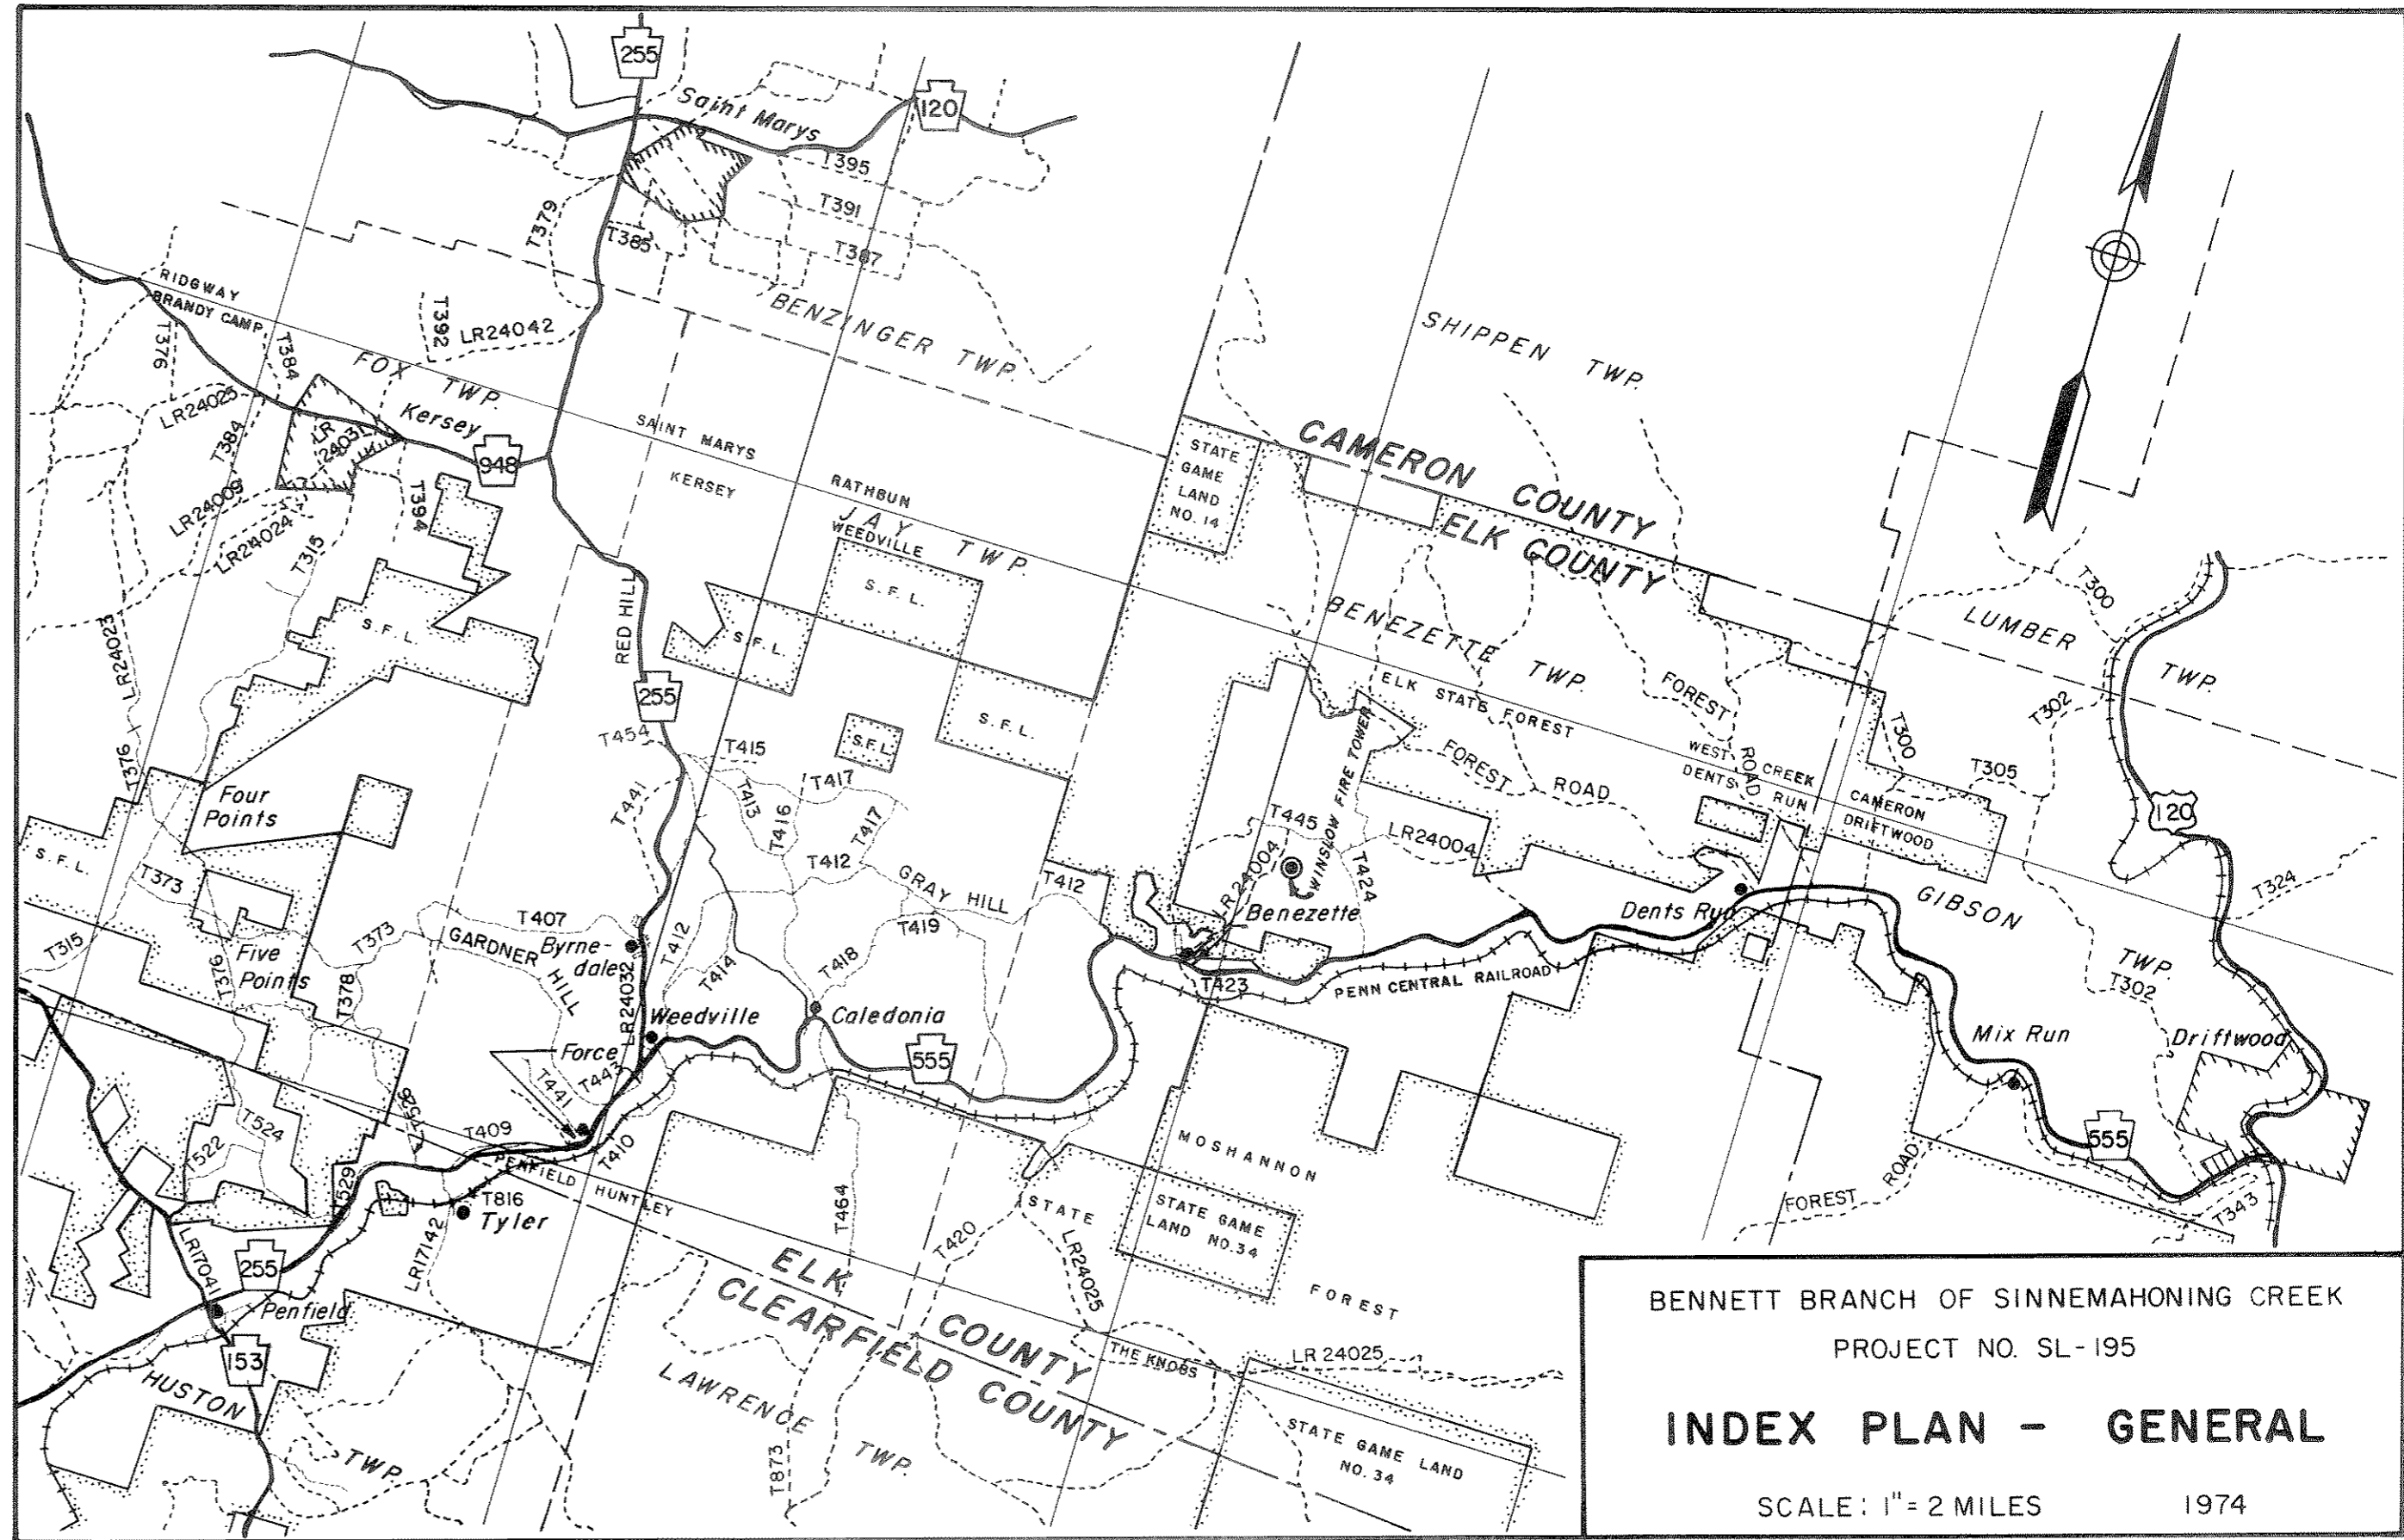 255
Saint Marys
120
T395
T391
T379
T385
T387
RIDGWAY
BRANDY CAMP
T376
T392
LR24042
BENZINGER TWP.
SHIPPEN TWP.
T384
FOX TWP.
LR24025
Kersey
T384
LR
24031
948
SAINT MARYS
KERSEY
RATHBUN
JAY TWP.
WEEDVILLE
STATE
GAME
LAND
NO. 14
CAMERON COUNTY
ELK COUNTY
LR24009
LR24024
T394
T315
LR24023
S.F.L.
RED HILL
S.F.L.
S.F.L.
S.F.L.
BENEZETTE TWP.
ELK STATE FOREST
FOREST
ROAD
LUMBER TWP.
T300
T302
T300
T305
255
T454
T415
T417
S.F.L.
T376
T441
T413
T416
T417
T412
Four
Points
S.F.L.
T373
WINSLOW FIRE TOWER
FOREST ROAD
WEST CREEK
DENTS RUN
CAMERON
DRIFTWOOD
120
T445
LR24004
LR24004
T424
Benezette
GRAY HILL
T412
T419
T418
T407
GARDNER HILL
Byrne-
dale
T412
T414
LR24032
T373
T315
T376
Five
Points
T378
Dents Run
GIBSON TWP.
T324
T302
T423
PENN CENTRAL RAILROAD
Weedville
Caledonia
555
Force
T441
T443
Mix Run
Driftwood
555
T343
FOREST ROAD
T522
T524
T529
T409
T410
PENFIELD
HUNTLEY
T816
Tyler
LR17142
LR17041
255
Penfield
153
HUSTON TWP.
T464
T420
STATE
LR24025
MOSHANNON
STATE GAME
LAND NO.34
FOREST
ELK COUNTY
CLEARFIELD COUNTY
LAWRENCE TWP.
T873
THE KNOBS
LR 24025
STATE GAME LAND
NO. 34
BENNETT BRANCH OF SINNEMAHONING CREEK
PROJECT NO. SL-195
INDEX PLAN - GENERAL
SCALE: 1" = 2 MILES 1974